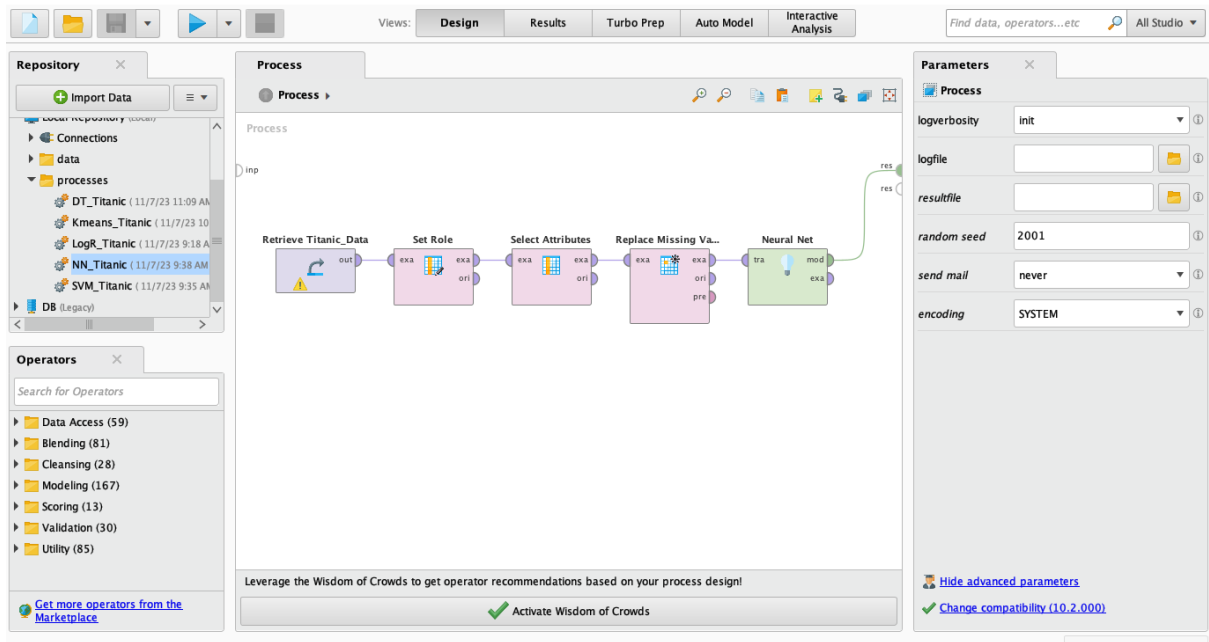 Views:
Design
Results
Turbo Prep
Auto Model
Interactive
Analysis
Find data, operators...etc
All Studio
Repository
Import Data
Local Repository (Local)
Connections
data
processes
DT_Titanic (11/7/23 11:09 AM
Kmeans_Titanic (11/7/23 10
LogR_Titanic (11/7/23 9:18 A
NN_Titanic (11/7/23 9:38 AM
SVM_Titanic (11/7/23 9:35 AM
DB (Legacy)
Operators
Search for Operators
Data Access (59)
Blending (81)
Cleansing (28)
Modeling (167)
Scoring (13)
Validation (30)
Utility (85)
Get more operators from the
Marketplace
Process
Process
Process
inp
res
res
Retrieve Titanic_Data
out
Set Role
exa exa
ori
Select Attributes
exa exa
ori
Replace Missing Va...
exa exa
ori
pre
Neural Net
tra mod
exa
Leverage the Wisdom of Crowds to get operator recommendations based on your process design!
Activate Wisdom of Crowds
Parameters
Process
logverbosity init
logfile
resultfile
random seed 2001
send mail never
encoding SYSTEM
Hide advanced parameters
Change compatibility (10.2.000)